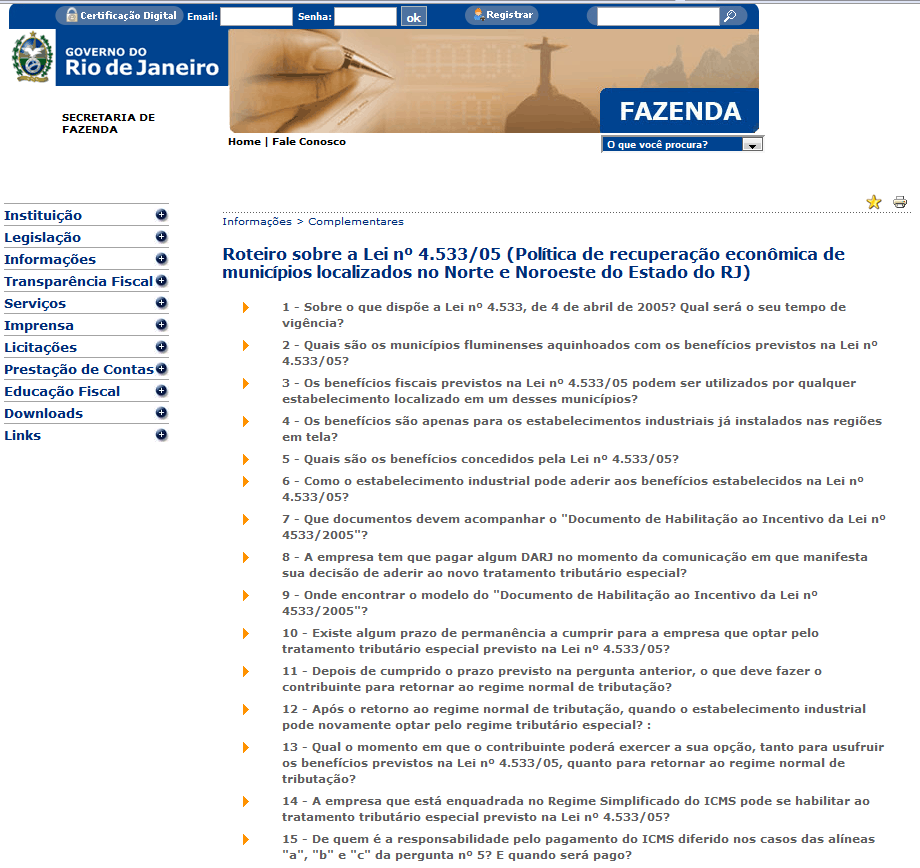 Certificação Digital Email: Senha: ok Registrar
GOVERNO DO
Rio de Janeiro
SECRETARIA DE
FAZENDA
FAZENDA
Home | Fale Conosco
O que você procura?
Instituição
Legislação
Informações
Transparência Fiscal
Serviços
Imprensa
Licitações
Prestação de Contas
Educação Fiscal
Downloads
Links
Informações > Complementares
Roteiro sobre a Lei nº 4.533/05 (Política de recuperação econômica de
municípios localizados no Norte e Noroeste do Estado do RJ)
1 - Sobre o que dispõe a Lei nº 4.533, de 4 de abril de 2005? Qual será o seu tempo de
vigência?
2 - Quais são os municípios fluminenses aquinhoados com os benefícios previstos na Lei nº
4.533/05?
3 - Os benefícios fiscais previstos na Lei nº 4.533/05 podem ser utilizados por qualquer
estabelecimento localizado em um desses municípios?
4 - Os benefícios são apenas para os estabelecimentos industriais já instalados nas regiões
em tela?
5 - Quais são os benefícios concedidos pela Lei nº 4.533/05?
6 - Como o estabelecimento industrial pode aderir aos benefícios estabelecidos na Lei nº
4.533/05?
7 - Que documentos devem acompanhar o "Documento de Habilitação ao Incentivo da Lei nº
4533/2005"?
8 - A empresa tem que pagar algum DARJ no momento da comunicação em que manifesta
sua decisão de aderir ao novo tratamento tributário especial?
9 - Onde encontrar o modelo do "Documento de Habilitação ao Incentivo da Lei nº
4533/2005"?
10 - Existe algum prazo de permanência a cumprir para a empresa que optar pelo
tratamento tributário especial previsto na Lei nº 4.533/05?
11 - Depois de cumprido o prazo previsto na pergunta anterior, o que deve fazer o
contribuinte para retornar ao regime normal de tributação?
12 - Após o retorno ao regime normal de tributação, quando o estabelecimento industrial
pode novamente optar pelo regime tributário especial? :
13 - Qual o momento em que o contribuinte poderá exercer a sua opção, tanto para usufruir
os benefícios previstos na Lei nº 4.533/05, quanto para retornar ao regime normal de
tributação?
14 - A empresa que está enquadrada no Regime Simplificado do ICMS pode se habilitar ao
tratamento tributário especial previsto na Lei nº 4.533/05?
15 - De quem é a responsabilidade pelo pagamento do ICMS diferido nos casos das alíneas
"a", "b" e "c" da pergunta nº 5? E quando será pago?